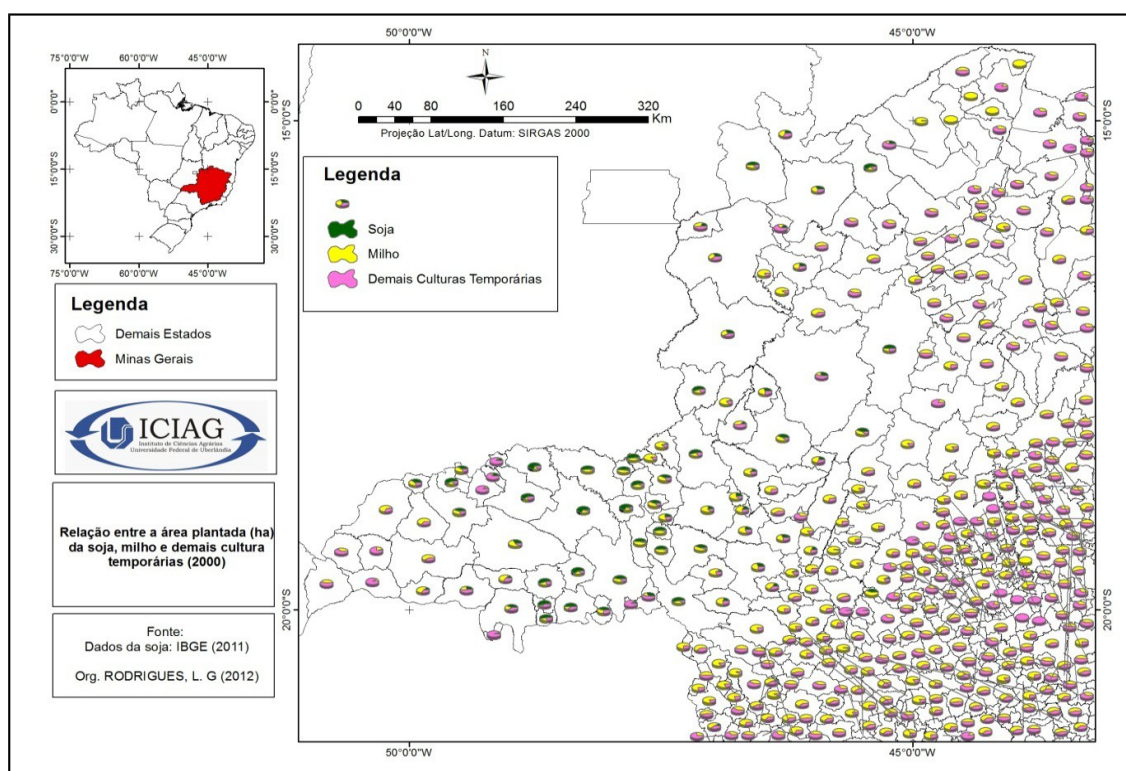 75°0'0"W 60°0'0"W 45°0'0"W
0°0'0"
15°0'0"S
30°0'0"S
0°0'0"
15°0'0"S
30°0'0"S
75°0'0"W 60°0'0"W 45°0'0"W
Legenda
Demais Estados
Minas Gerais
ICIAG
Instituto de Ciências Agrárias
Universidade Federal de Uberlândia
Relação entre a área plantada (ha)
da soja, milho e demais cultura
temporárias (2000)
Fonte:
Dados da soja: IBGE (2011)
Org. RODRIGUES, L. G (2012)
50°0'0"W 45°0'0"W
N
0 20 40 80 160 240 320
Km
Projeção Lat/Long. Datum: SIRGAS 2000
Legenda
Soja
Milho
Demais Culturas Temporárias
15°0'0"S
20°0'0"S
15°0'0"S
20°0'0"S
50°0'0"W 45°0'0"W